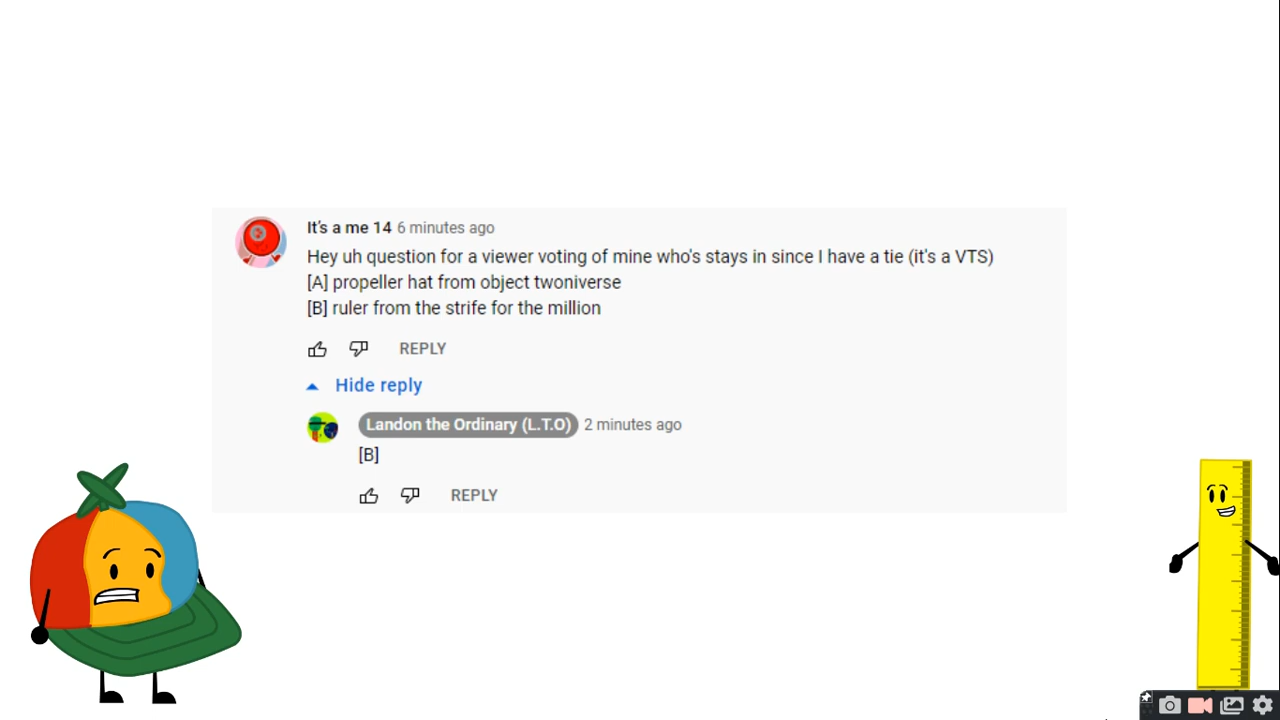 It's a me 14 6 minutes ago
Hey uh question for a viewer voting of mine who's stays in since I have a tie (it's a VTS)
[A] propeller hat from object twoniverse
[B] ruler from the strife for the million
REPLY
Hide reply
Landon the Ordinary (L.T.O) 2 minutes ago
[B]
REPLY